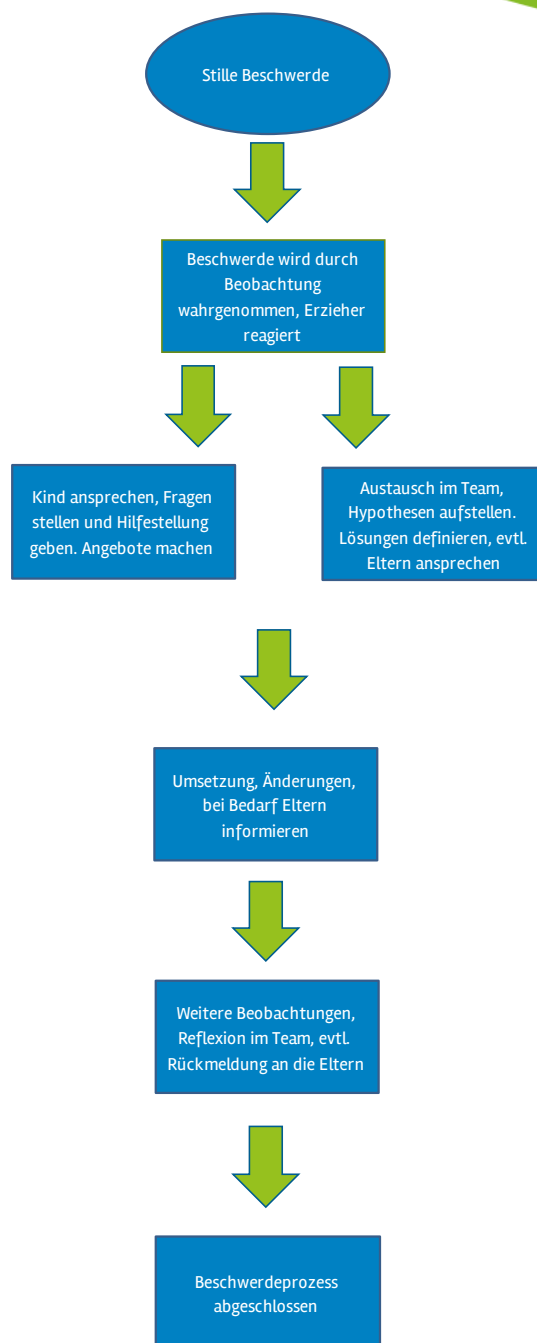 Stille Beschwerde
Beschwerde wird durch
Beobachtung
wahrgenommen, Erzieher
reagiert
Kind ansprechen, Fragen
stellen und Hilfestellung
geben. Angebote machen
Austausch im Team,
Hypothesen aufstellen.
Lösungen definieren, evtl.
Eltern ansprechen
Umsetzung, Änderungen,
bei Bedarf Eltern
informieren
Weitere Beobachtungen,
Reflexion im Team, evtl.
Rückmeldung an die Eltern
Beschwerdeprozess
abgeschlossen